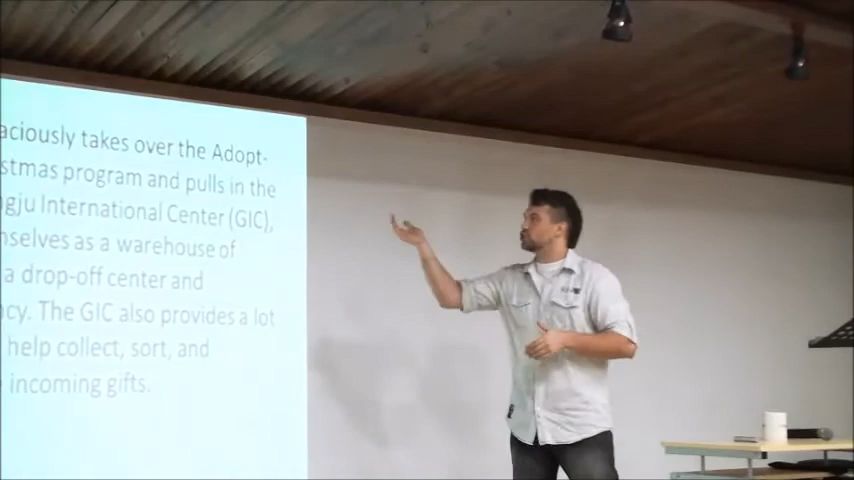 aciously takes over the Adopt-
stmas program and pulls in the
gju International Center (GIC),
selves as a warehouse of
a drop-off center and
cy. The GIC also provides a lot
help collect, sort, and
incoming gifts.